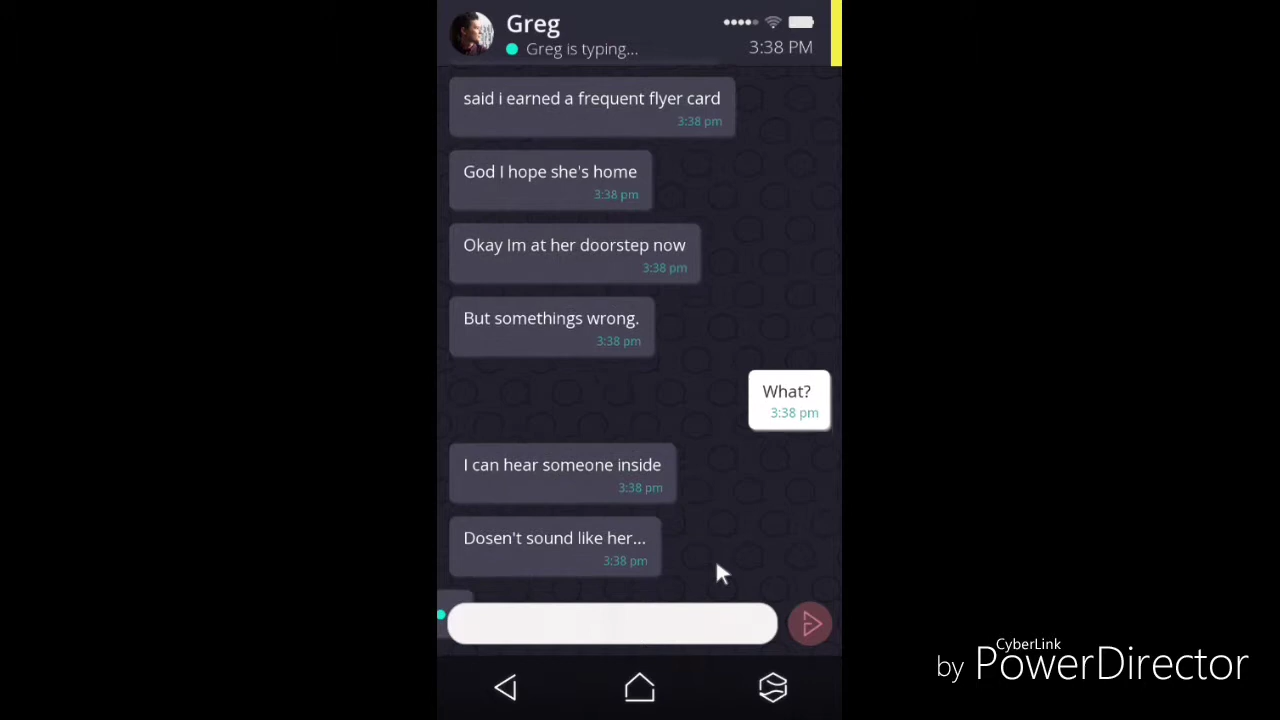 Greg
Greg is typing...
3:38 PM
said i earned a frequent flyer card
3:38 pm
God I hope she's home
3:38 pm
Okay Im at her doorstep now
3:38 pm
But somethings wrong.
3:38 pm
What?
3:38 pm
I can hear someone inside
3:38 pm
Dosen't sound like her...
3:38 pm
CyberLink
by PowerDirector